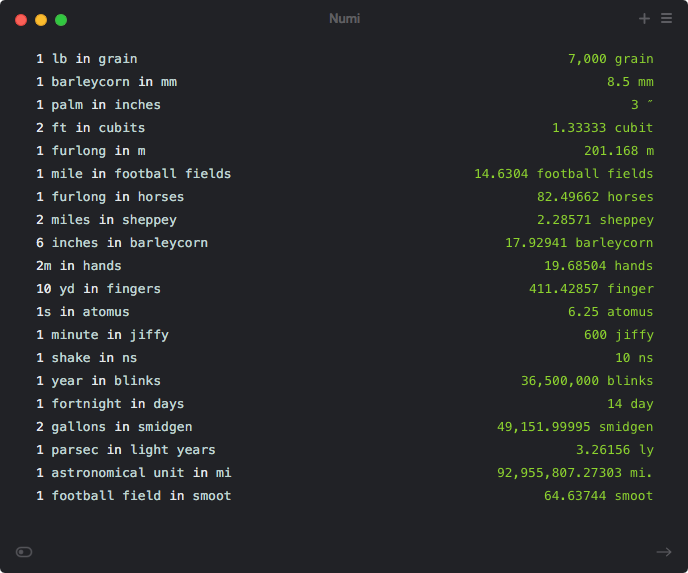 Numi
1 lb in grain 7,000 grain
1 barleycorn in mm 8.5 mm
1 palm in inches 3 ″
2 ft in cubits 1.33333 cubit
1 furlong in m 201.168 m
1 mile in football fields 14.6304 football fields
1 furlong in horses 82.49662 horses
2 miles in sheppey 2.28571 sheppey
6 inches in barleycorn 17.92941 barleycorn
2m in hands 19.68504 hands
10 yd in fingers 411.42857 finger
1s in atomus 6.25 atomus
1 minute in jiffy 600 jiffy
1 shake in ns 10 ns
1 year in blinks 36,500,000 blinks
1 fortnight in days 14 day
2 gallons in smidgen 49,151.99995 smidgen
1 parsec in light years 3.26156 ly
1 astronomical unit in mi 92,955,807.27303 mi.
1 football field in smoot 64.63744 smoot